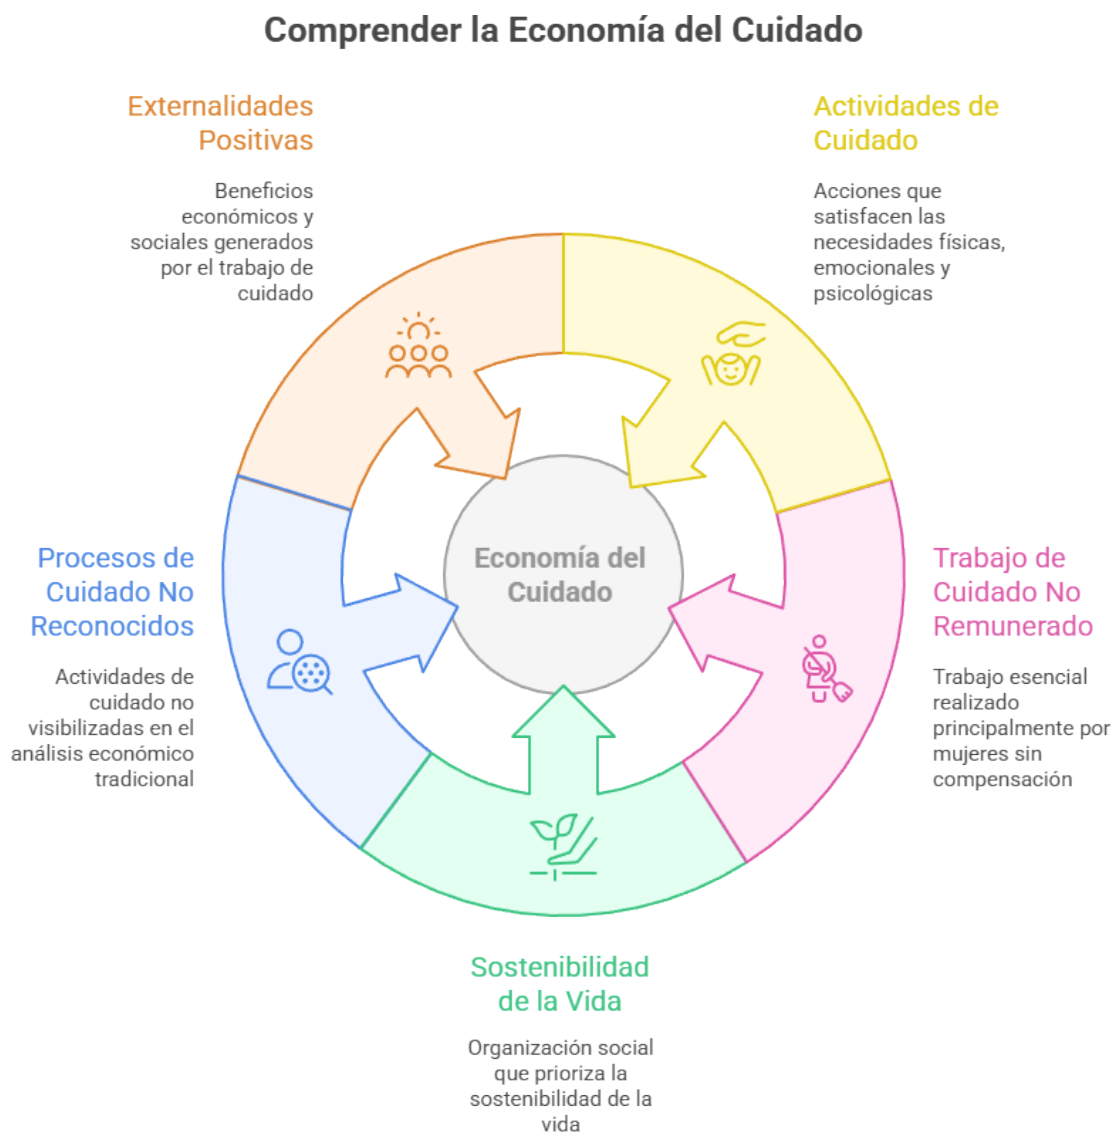 Comprender la Economía del Cuidado
Externalidades
Positivas
Beneficios
económicos y
sociales generados
por el trabajo de
cuidado
Actividades de
Cuidado
Acciones que
satisfacen las
necesidades físicas,
emocionales y
psicológicas
Procesos de
Cuidado No
Reconocidos
Actividades de
cuidado no
visibilizadas en el
análisis económico
tradicional
Economía del
Cuidado
Trabajo de
Cuidado No
Remunerado
Trabajo esencial
realizado
principalmente por
mujeres sin
compensación
Sostenibilidad
de la Vida
Organización social
que prioriza la
sostenibilidad de la
vida